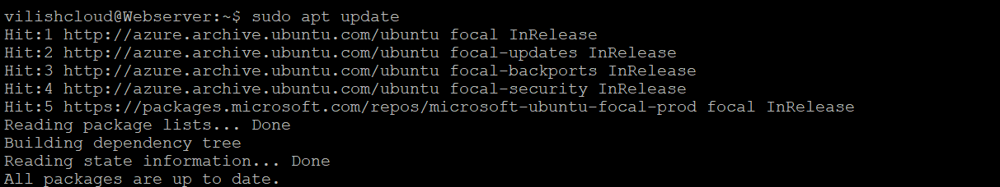 vilishcloud@Webserver:~$ sudo apt update
Hit:1 http://azure.archive.ubuntu.com/ubuntu focal InRelease
Hit:2 http://azure.archive.ubuntu.com/ubuntu focal-updates InRelease
Hit:3 http://azure.archive.ubuntu.com/ubuntu focal-backports InRelease
Hit:4 http://azure.archive.ubuntu.com/ubuntu focal-security InRelease
Hit:5 https://packages.microsoft.com/repos/microsoft-ubuntu-focal-prod focal InRelease
Reading package lists... Done
Building dependency tree
Reading state information... Done
All packages are up to date.